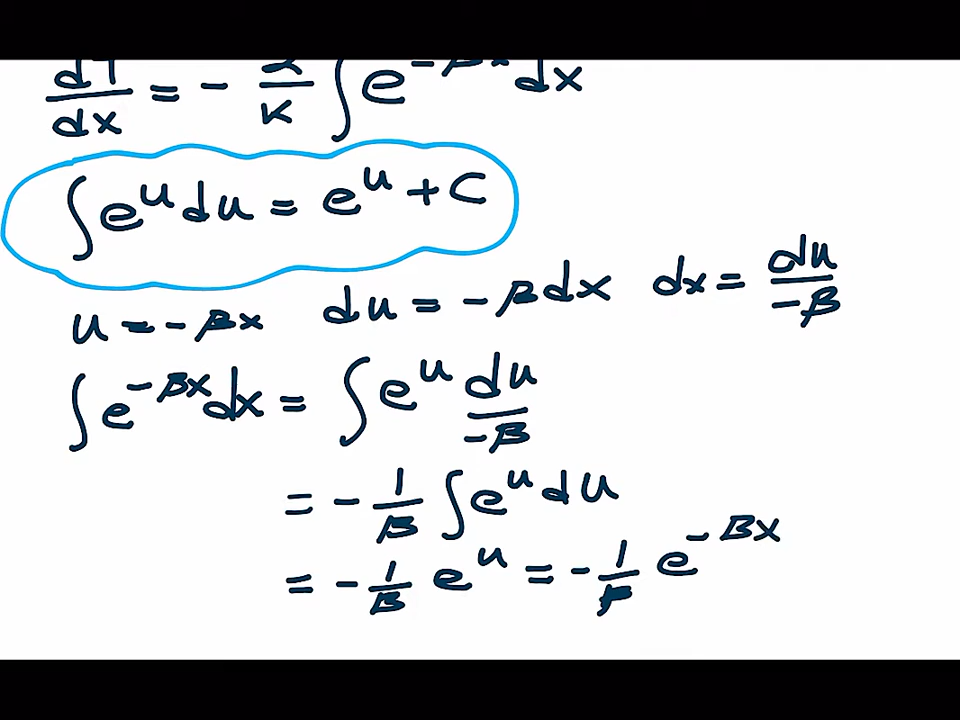 dT/dx = - α/K ∫ e^-βx dx
∫ e^u du = e^u + C
u = -βx du = -βdx dx = du/-β
∫ e^-βx dx = ∫ e^u du/-β
= - 1/β ∫ e^u du
= - 1/β e^u = - 1/β e^-βx